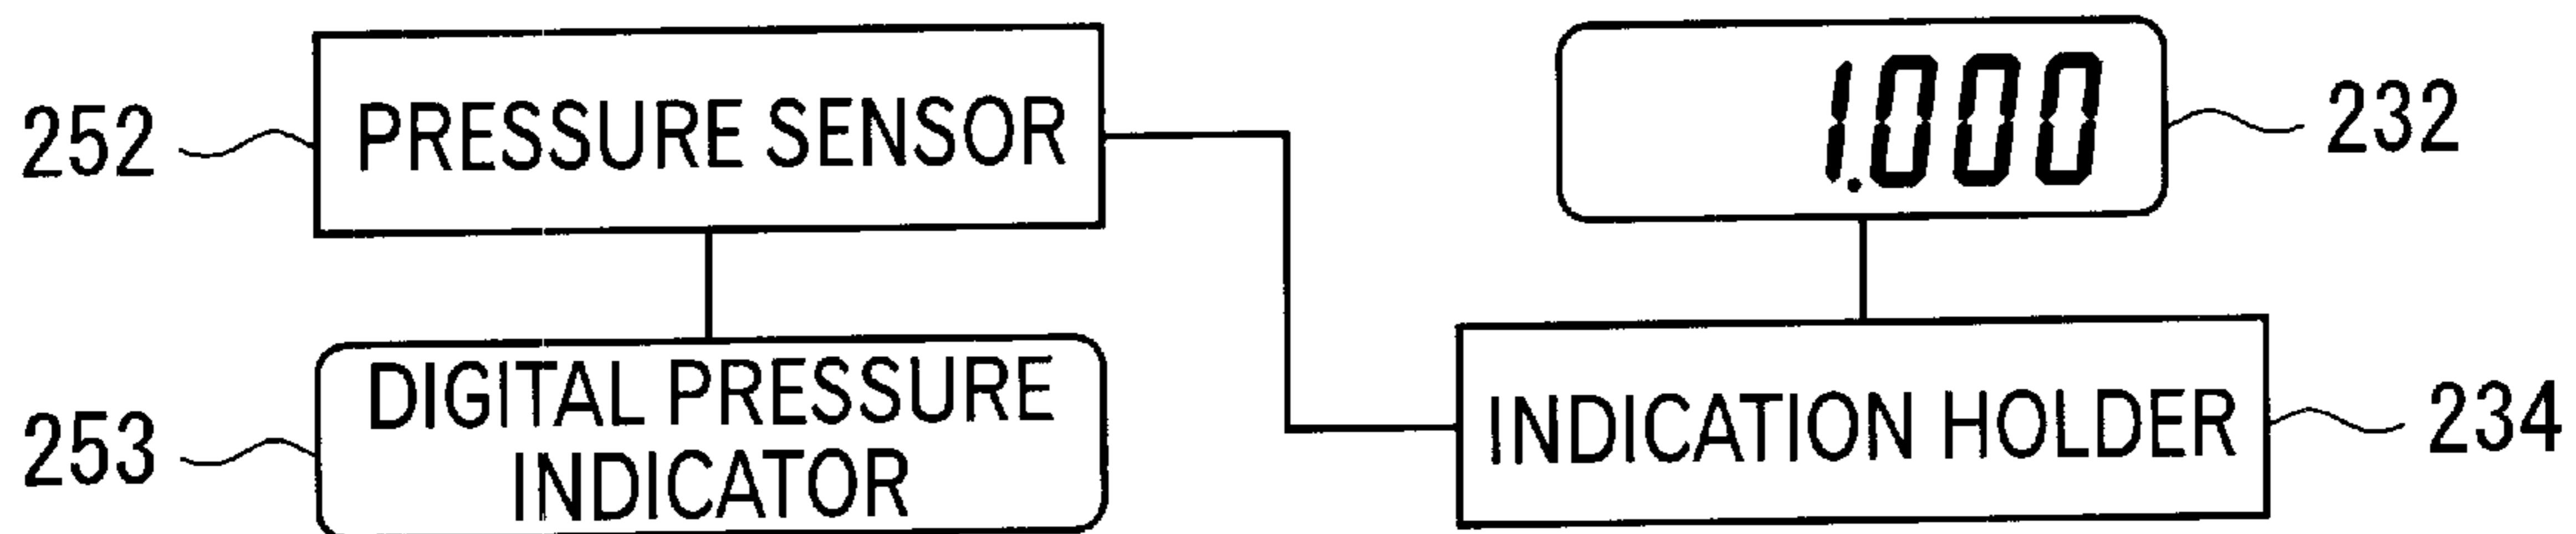 252
PRESSURE SENSOR
1.000
232
253
DIGITAL PRESSURE
INDICATOR
INDICATION HOLDER
234